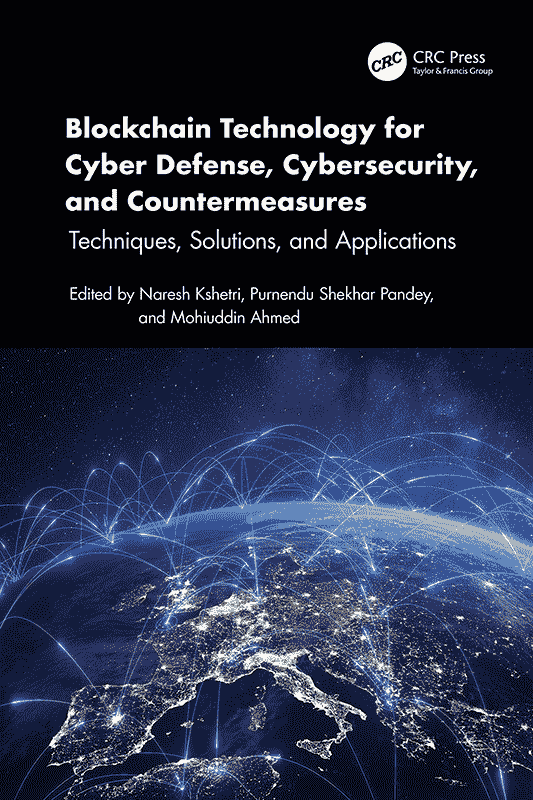 CRC
CRC Press
Taylor & Francis Group
Blockchain Technology for
Cyber Defense, Cybersecurity,
and Countermeasures
Techniques, Solutions, and Applications
Edited by Naresh Kshetri, Purnendu Shekhar Pandey,
and Mohiuddin Ahmed